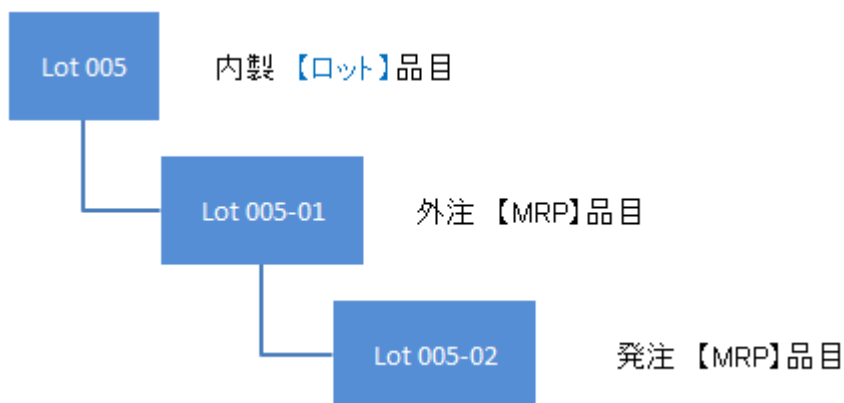 Lot 005
内製 【ロット】品目
Lot 005-01
外注 【MRP】品目
Lot 005-02
発注 【MRP】品目